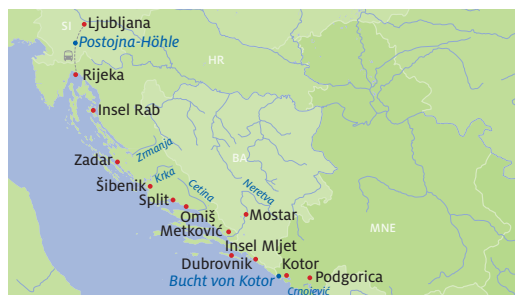 SI
Ljubljana
Postojna-Höhle
HR
Rijeka
Insel Rab
Zrmanja
Zadar
BA
Krka
Šibenik
Cetina
Neretva
Split
Omiš
Mostar
MNE
Metković
Insel Mljet
Dubrovnik
Kotor
Bucht von Kotor
Podgorica
Crnojević